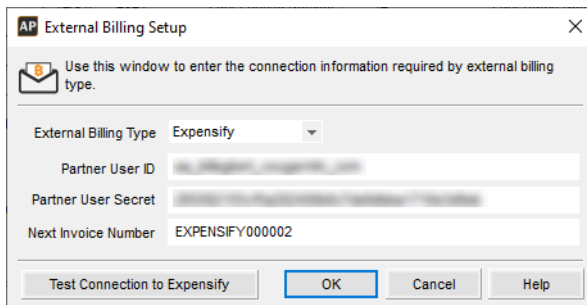 AP External Billing Setup
Use this window to enter the connection information required by external billing
type.
External Billing Type Expensify
Partner User ID
Partner User Secret
Next Invoice Number EXPENSIFY000002
Test Connection to Expensify OK Cancel Help